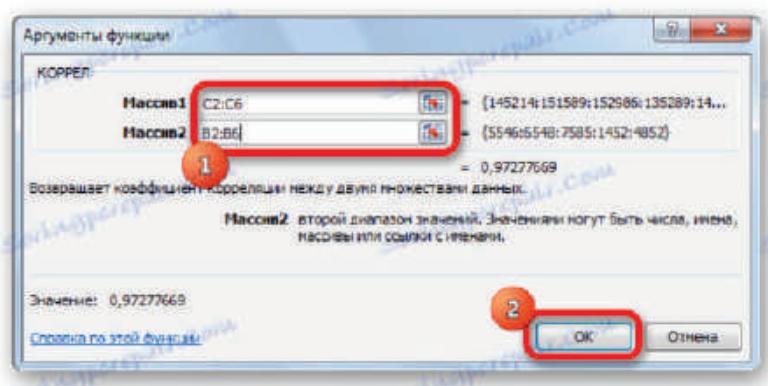 Аргументы функции
КОРРЕЛ
Массив1 C2:C6 = {145214:151589:152986:135289:14...
Массив2 B2:B6 = {5546:6548:7585:1452:4852}
= 0,97277669
1
Возвращает коэффициент корреляции между двумя множествами данных.
Массив2 второй диапазон значений. Значениями могут быть числа, имена,
массивы или ссылки с именами.
Значение: 0,97277669
2
Справка по этой функции
ОК Отмена